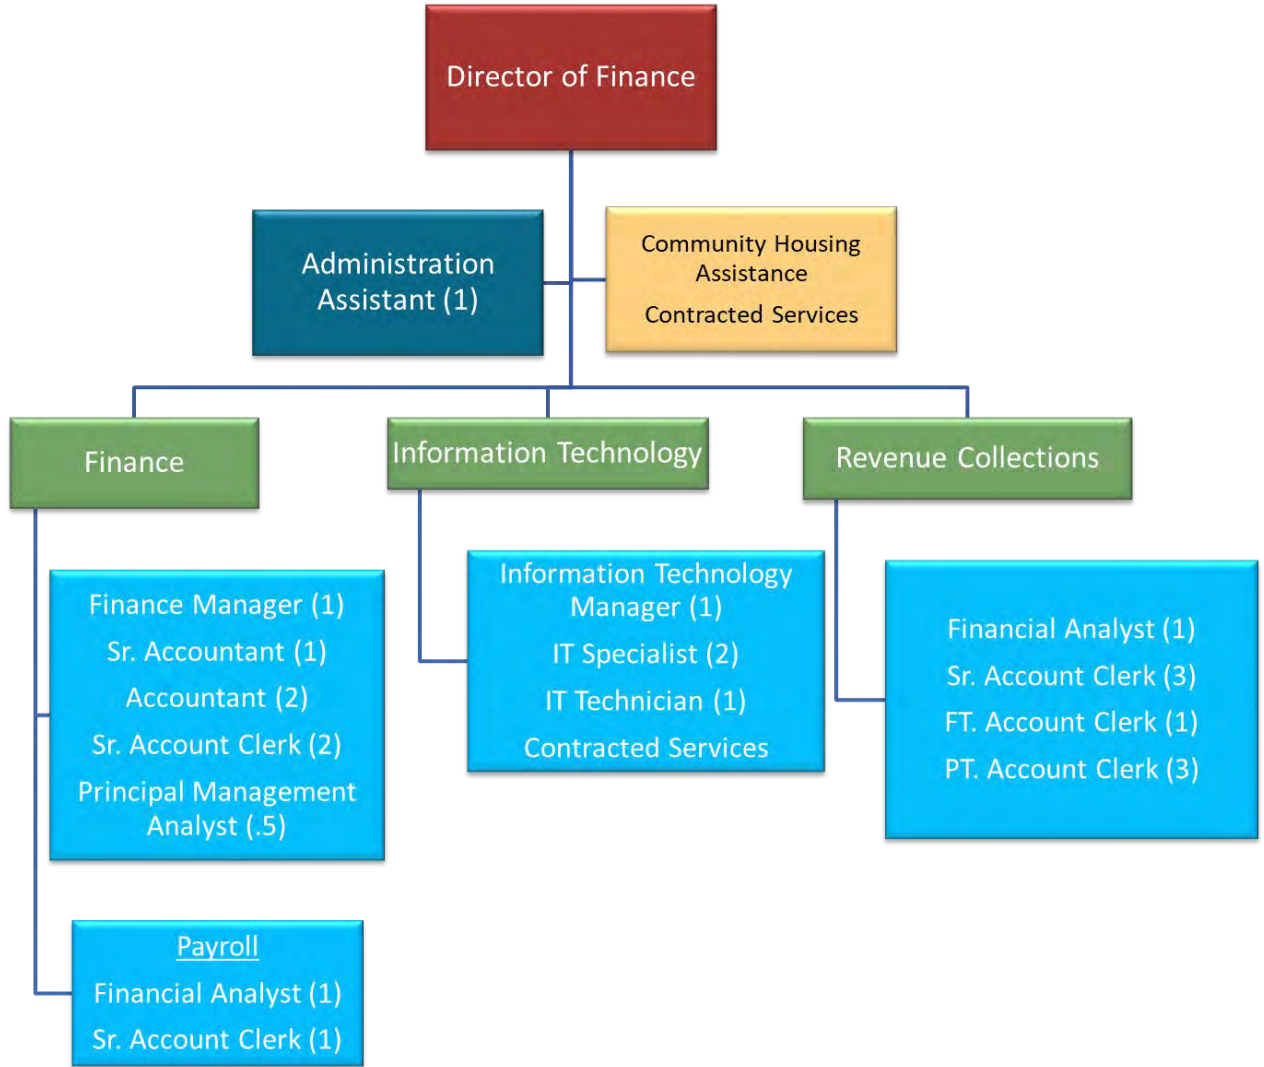 Director of Finance
Administration
Assistant (1)
Community Housing
Assistance
Contracted Services
Finance
Information Technology
Revenue Collections
Finance Manager (1)
Sr. Accountant (1)
Accountant (2)
Sr. Account Clerk (2)
Principal Management
Analyst (.5)
Payroll
Financial Analyst (1)
Sr. Account Clerk (1)
Information Technology
Manager (1)
IT Specialist (2)
IT Technician (1)
Contracted Services
Financial Analyst (1)
Sr. Account Clerk (3)
FT. Account Clerk (1)
PT. Account Clerk (3)